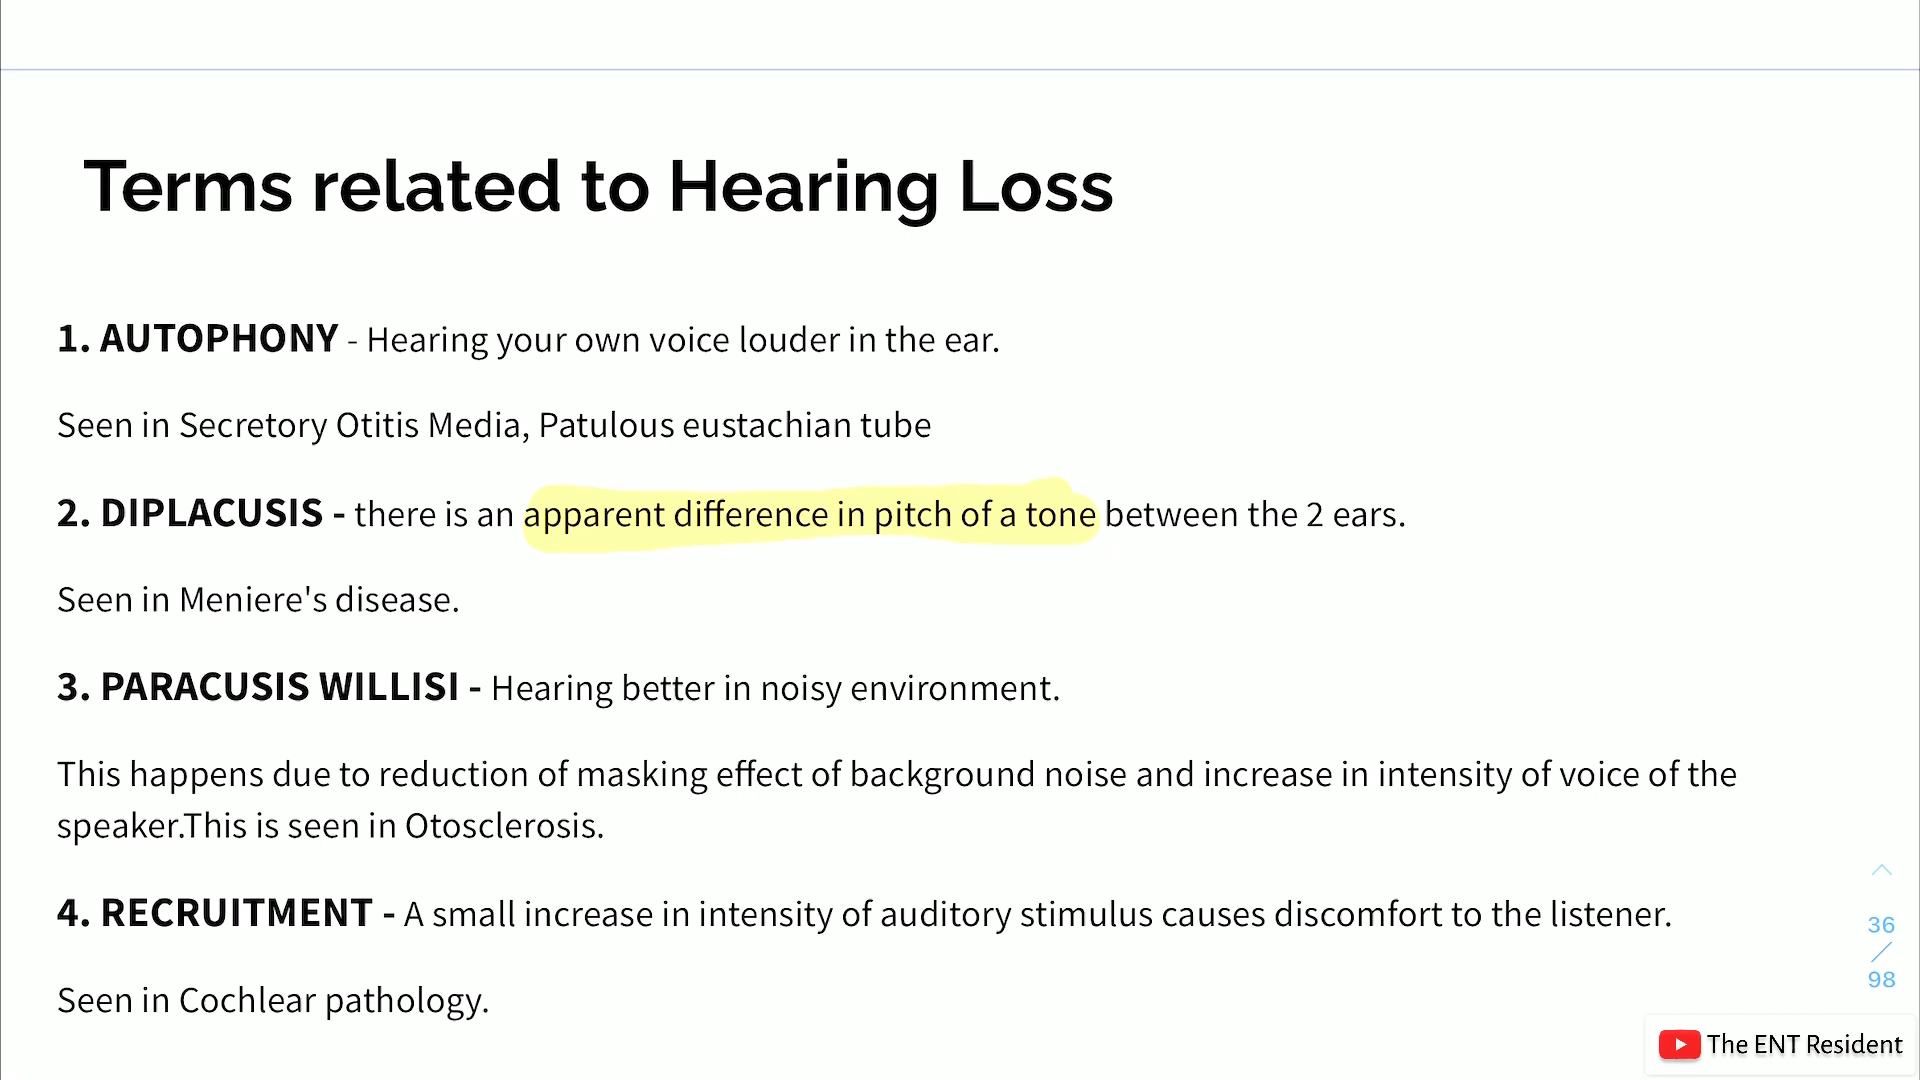 Terms related to Hearing Loss
1. AUTOPHONY - Hearing your own voice louder in the ear.
Seen in Secretory Otitis Media, Patulous eustachian tube
2. DIPLACUSIS - there is an apparent difference in pitch of a tone between the 2 ears.
Seen in Meniere's disease.
3. PARACUSIS WILLISI - Hearing better in noisy environment.
This happens due to reduction of masking effect of background noise and increase in intensity of voice of the
speaker.This is seen in Otosclerosis.
4. RECRUITMENT - A small increase in intensity of auditory stimulus causes discomfort to the listener.
Seen in Cochlear pathology.
36
/
98
The ENT Resident